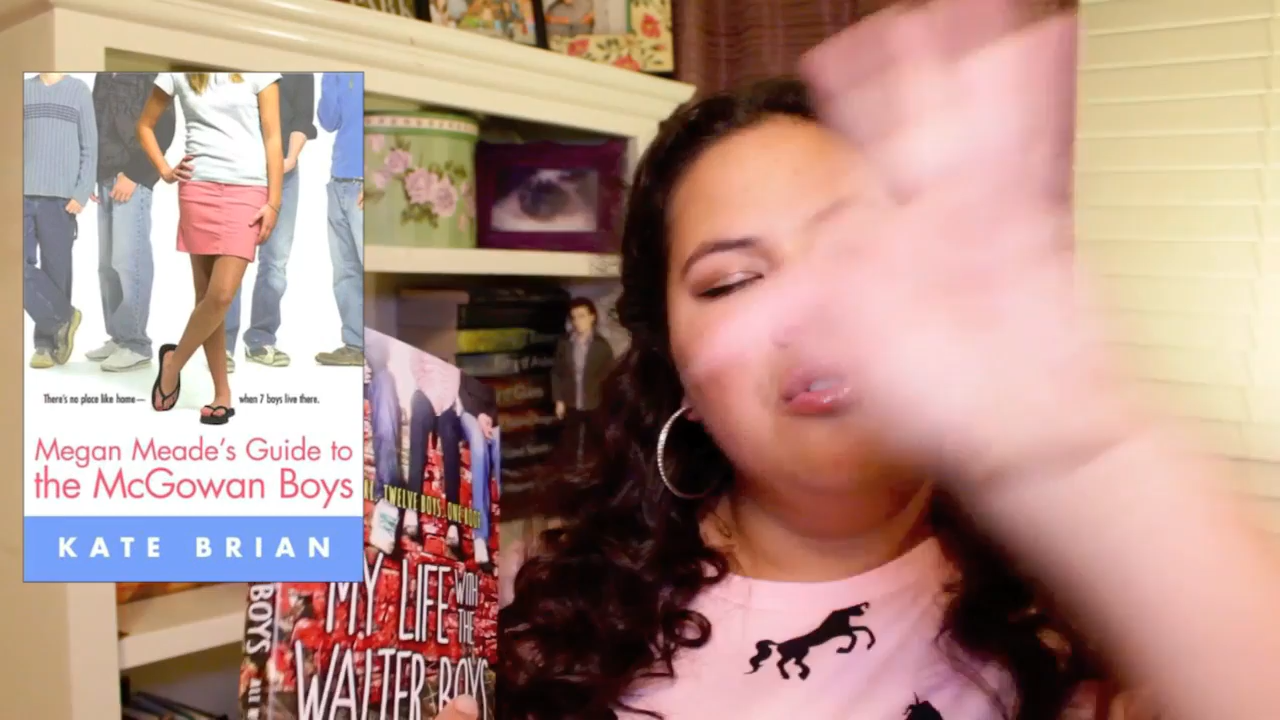 There's no place like home—
when 7 boys live there.
Megan Meade's Guide to
the McGowan Boys
KATE BRIAN
TWELVE BOYS. ONE ROOF
MY LIFE WITH
THE
WALTER BOYS
BOYS